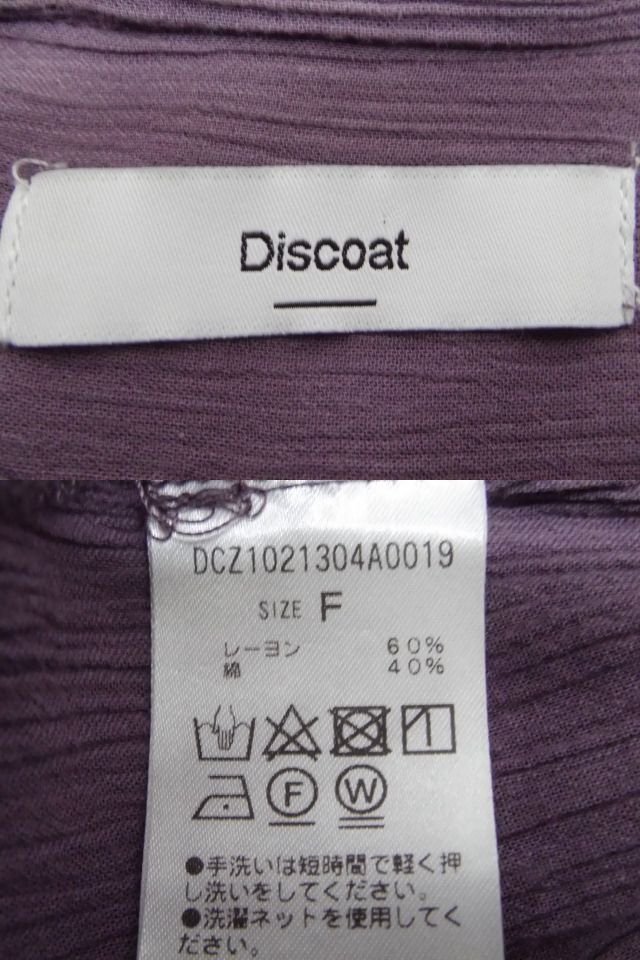 Discoat
DCZ1021304A0019
SIZE F
レーヨン 60%
綿 40%
F W
●手洗いは短時間で軽く押
し洗いをしてください。
●洗濯ネットを使用してく
ださい。